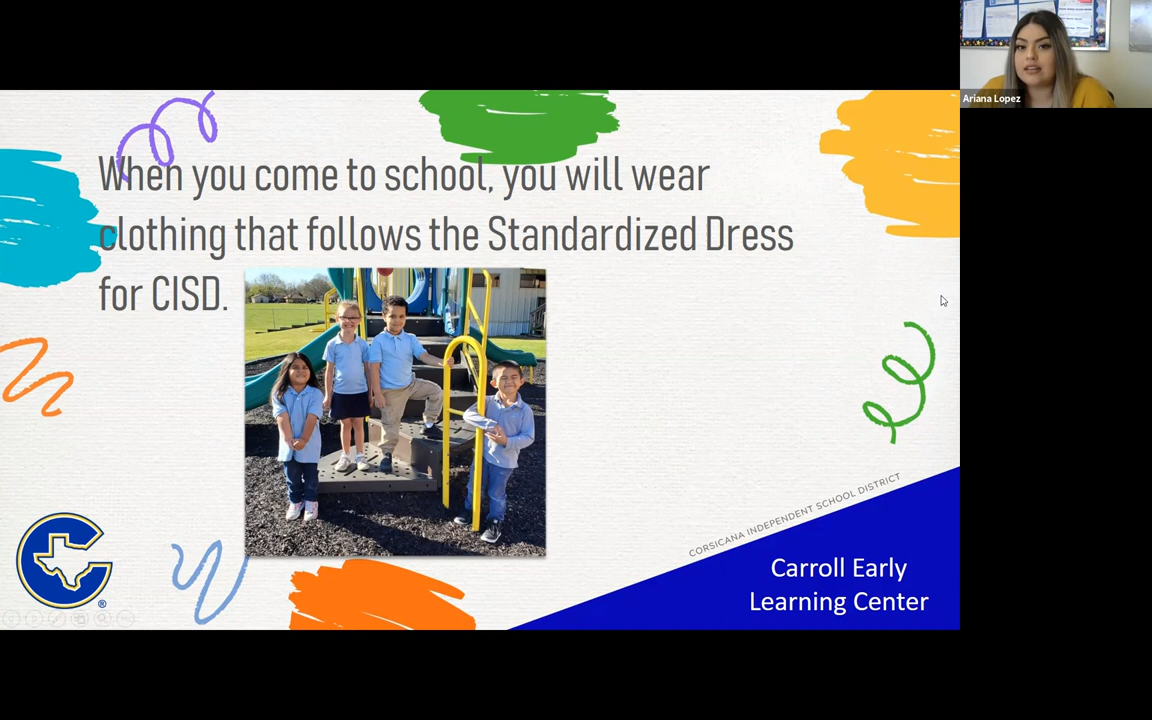 Ariana Lopez
When you come to school, you will wear
clothing that follows the Standardized Dress
for CISD.
CORSICANA INDEPENDENT SCHOOL DISTRICT
Carroll Early
Learning Center
®